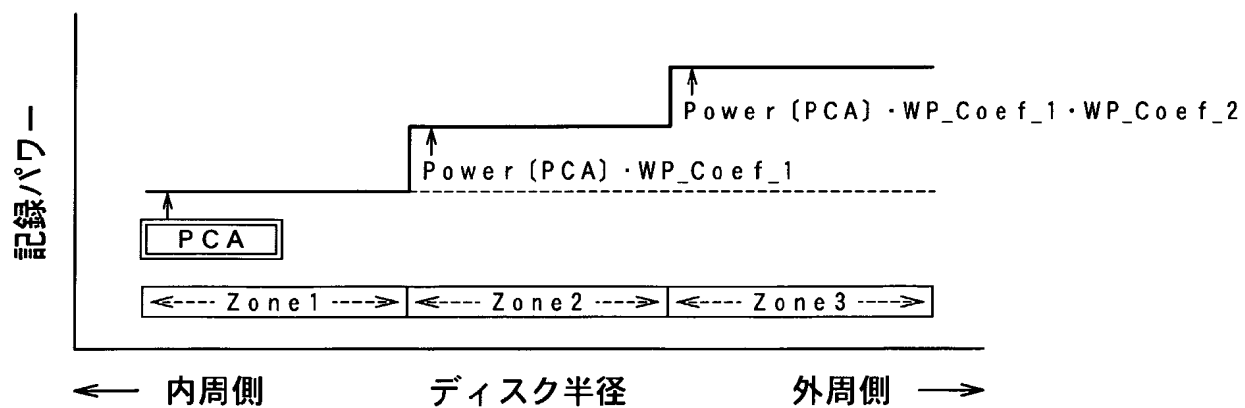 記録パワー
Power (PCA)・WP_Coef_1・WP_Coef_2
Power (PCA)・WP_Coef_1
PCA
Zone1
Zone2
Zone3
内周側
ディスク半径
外周側